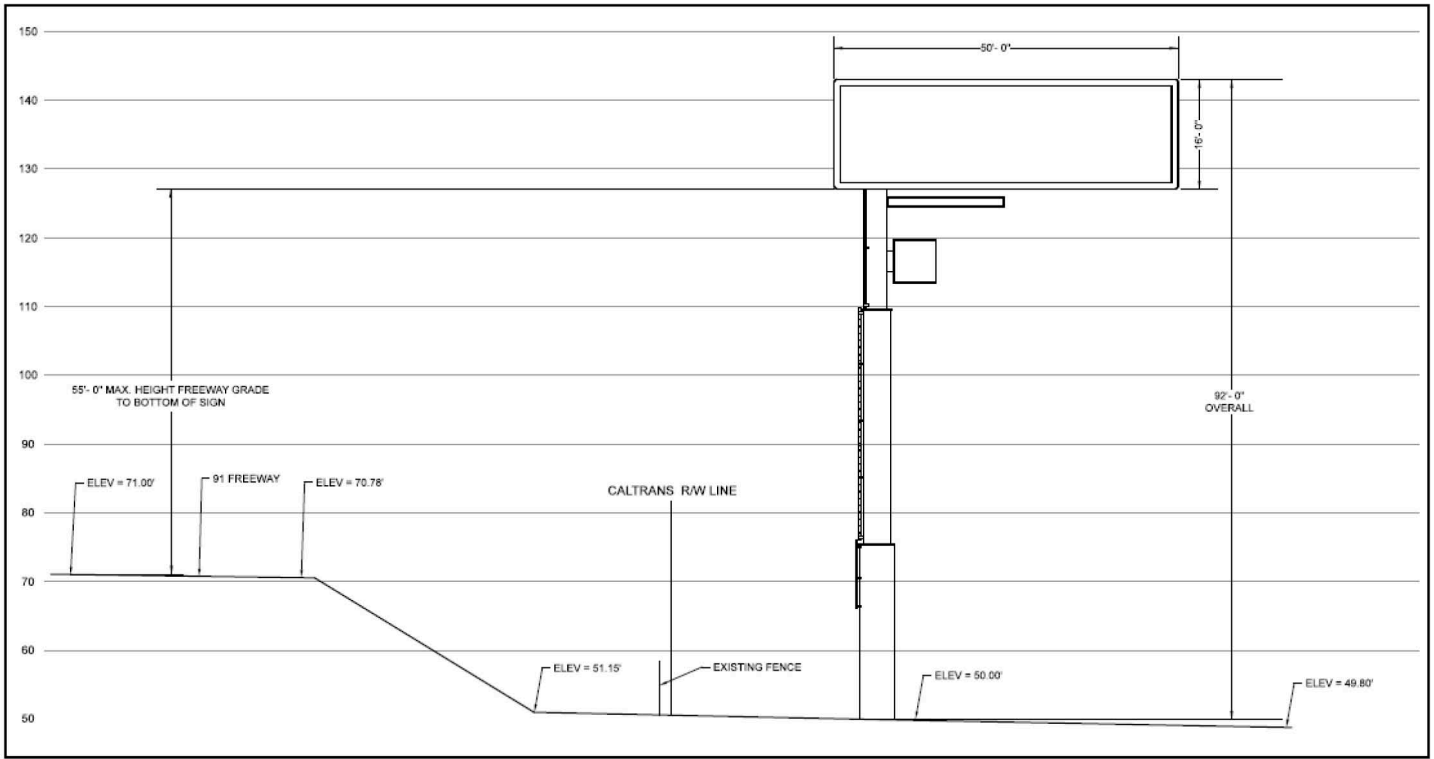 150
50'- 0"
140
16'- 0"
130
120
110
100
55'- 0" MAX. HEIGHT FREEWAY GRADE
TO BOTTOM OF SIGN
92'- 0"
OVERALL
90
ELEV = 71.00'
91 FREEWAY
ELEV = 70.78'
CALTRANS R/W LINE
80
70
60
ELEV = 51.15'
EXISTING FENCE
ELEV = 50.00'
ELEV = 49.80'
50